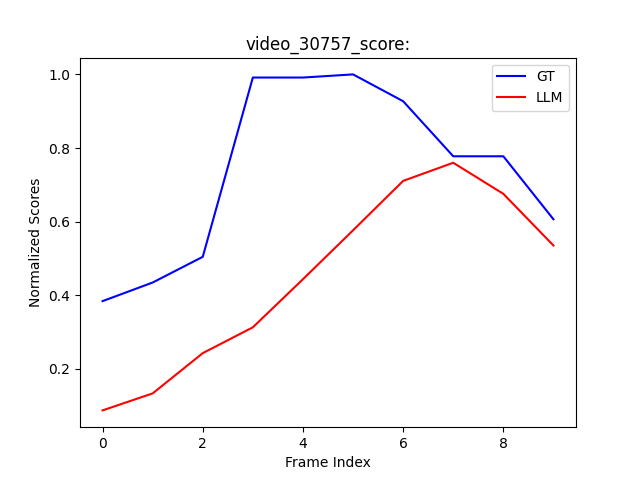 video_30757_score:
GT
LLM
1.0
0.8
0.6
0.4
0.2
Normalized Scores
0 2 4 6 8
Frame Index